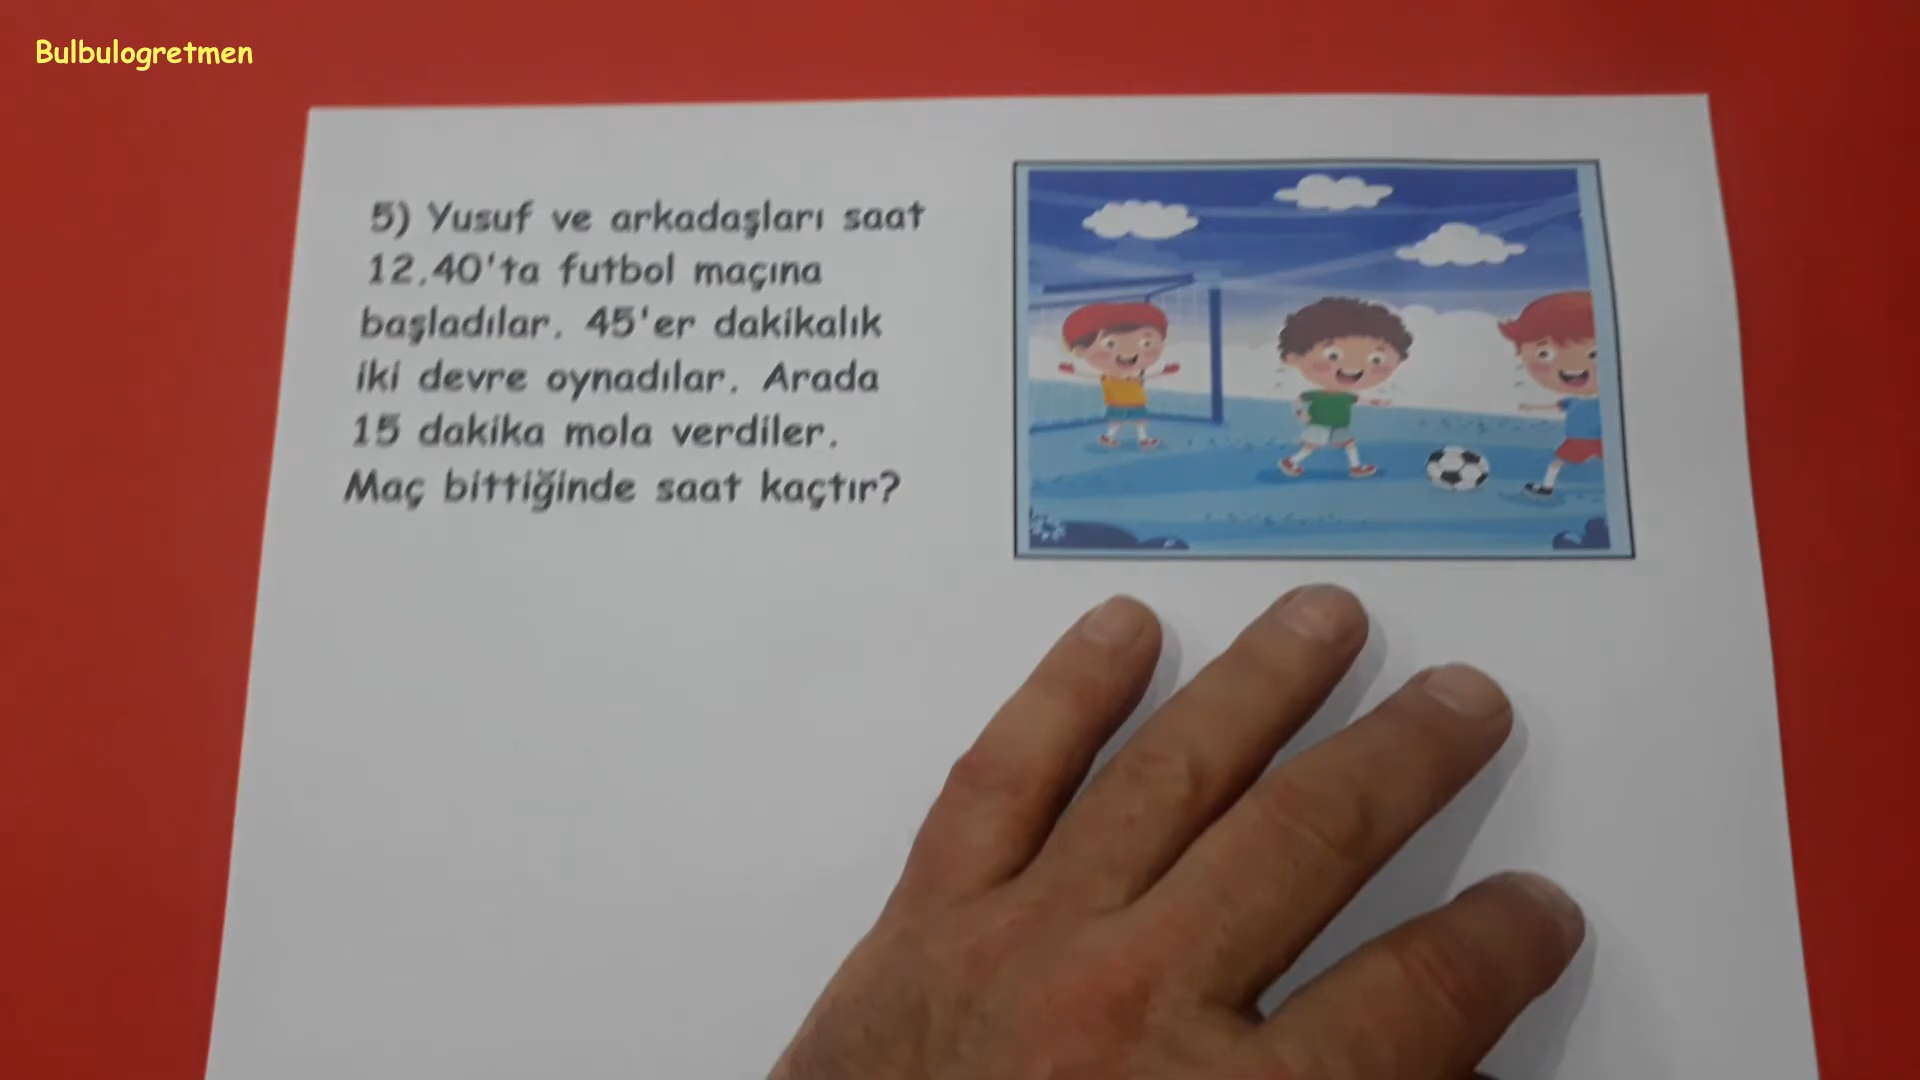 Bulbulogretmen
5) Yusuf ve arkadaşları saat
12.40'ta futbol maçına
başladılar. 45'er dakikalık
iki devre oynadılar. Arada
15 dakika mola verdiler.
Maç bittiğinde saat kaçtır?